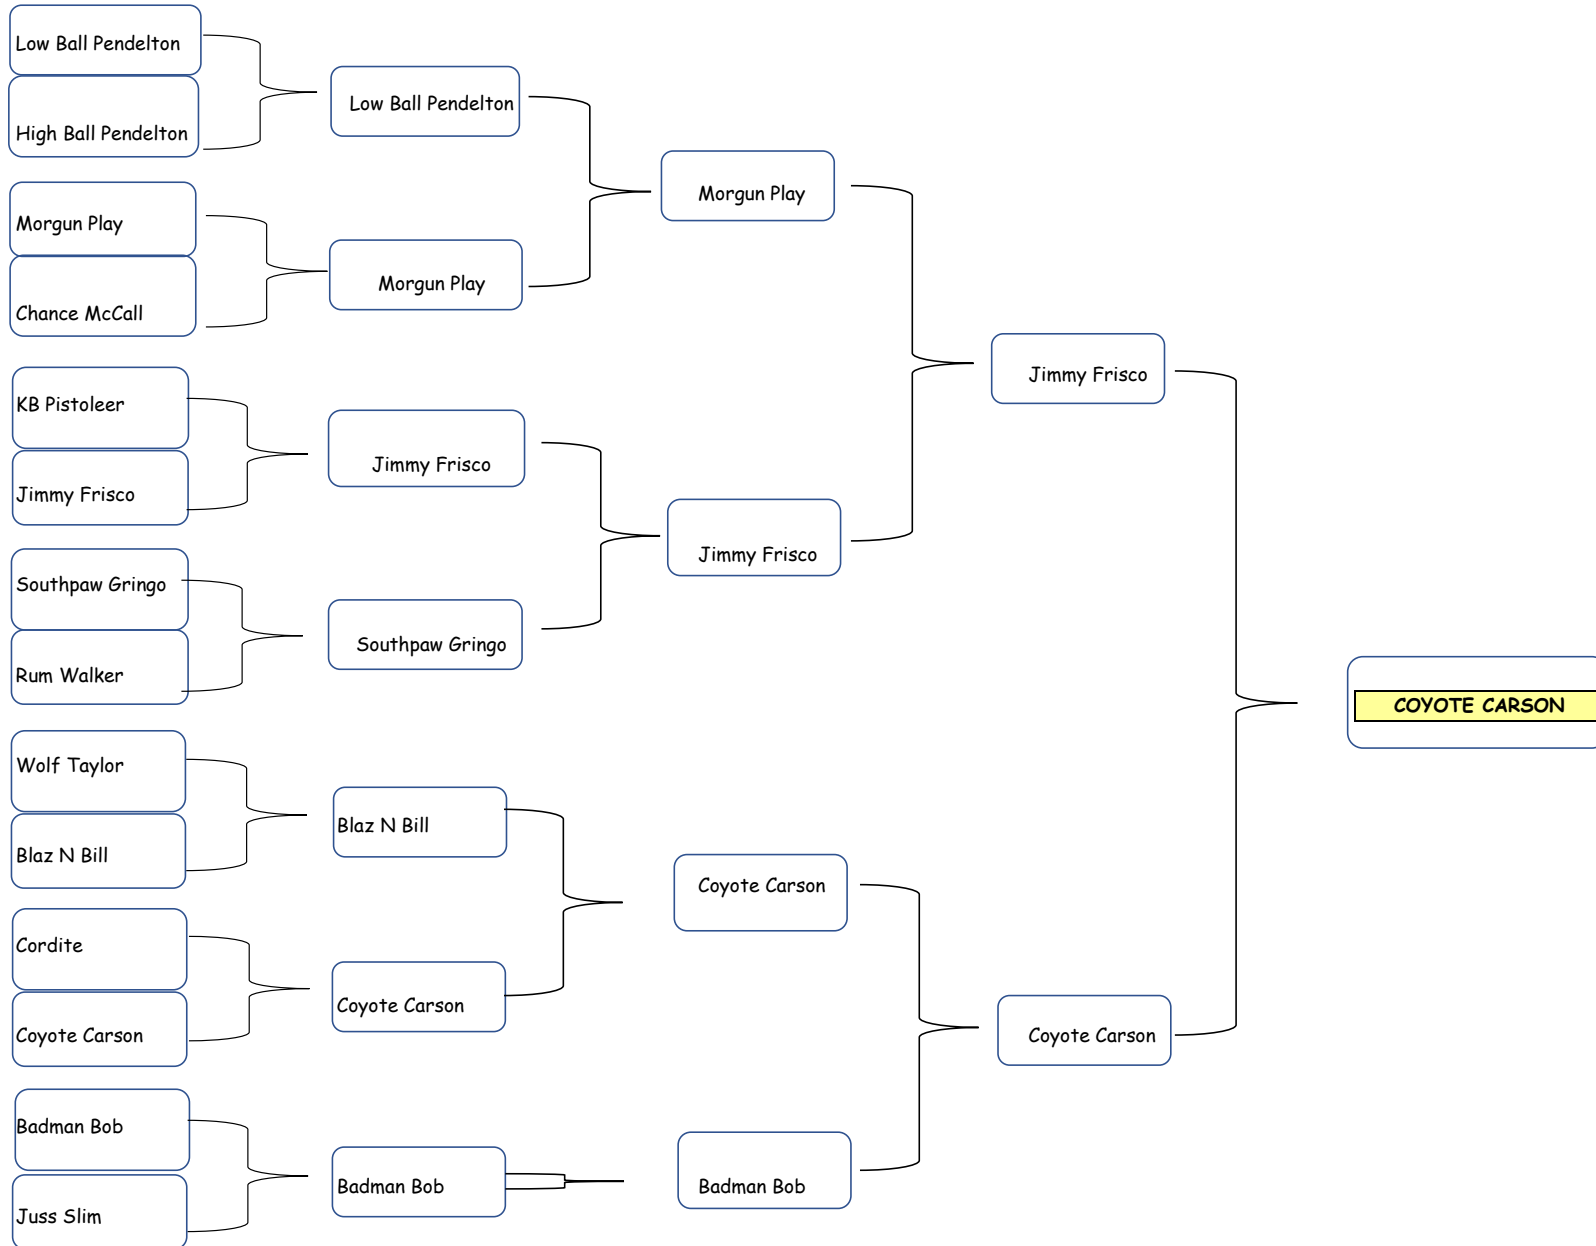 Low Ball Pendelton
High Ball Pendelton
Morgun Play
Chance McCall
KB Pistoleer
Jimmy Frisco
Southpaw Gringo
Rum Walker
Wolf Taylor
Blaz N Bill
Cordite
Coyote Carson
Badman Bob
Juss Slim
Low Ball Pendelton
Morgun Play
Jimmy Frisco
Southpaw Gringo
Blaz N Bill
Coyote Carson
Badman Bob
Morgun Play
Jimmy Frisco
Coyote Carson
Badman Bob
Jimmy Frisco
Coyote Carson
COYOTE CARSON